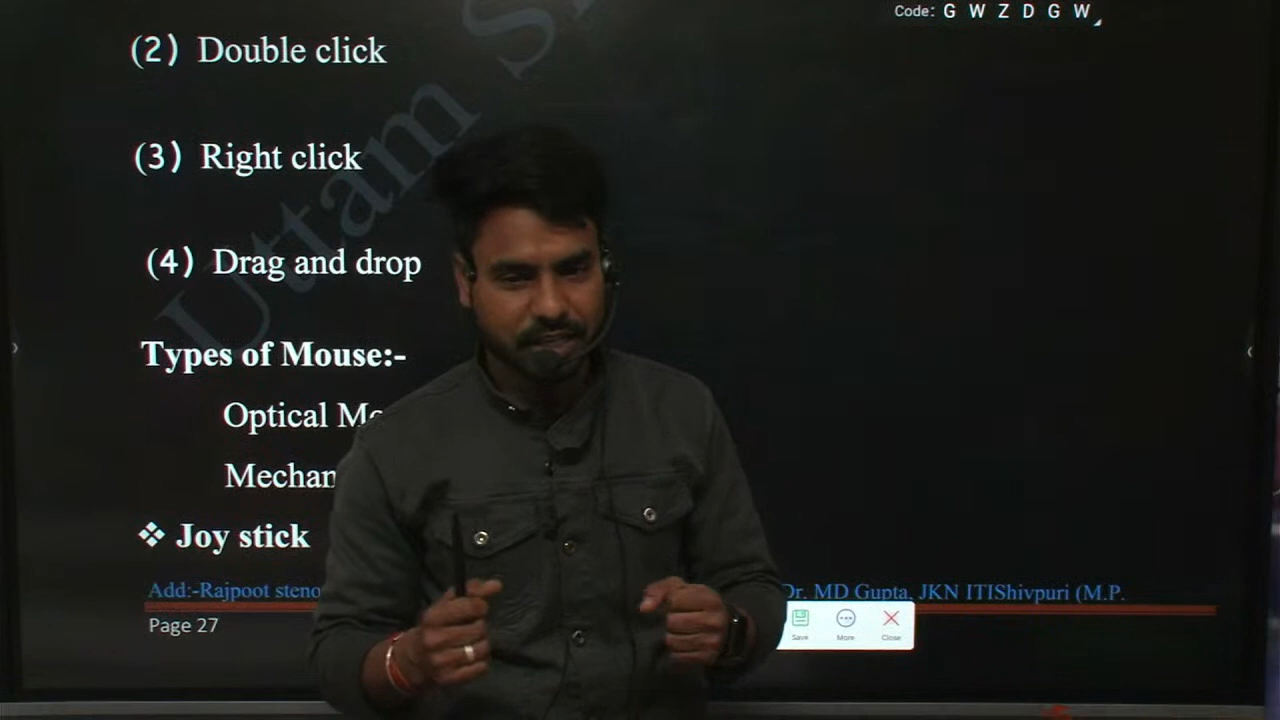 Code: G W Z D G W
(2) Double click
(3) Right click
(4) Drag and drop
Uttam
Types of Mouse:-
Optical
Joy stick
Add:-Rajpoot steno
Dr. MD Gupta, JKN ITIShivpuri (M.P.
Page 27
Save
More
Close